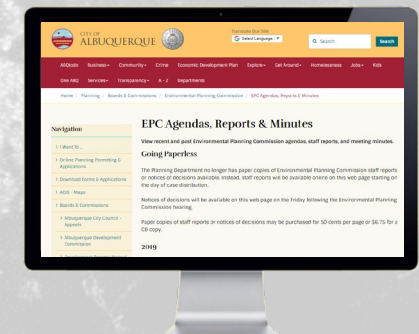 CITY OF
ALBUQUERQUE
Translate Our Site
Select Language ▼
Search
Search
ABQtodo Business Community Crime Economic Development Plan Explore Get Around Homelessness Jobs Kids
One ABQ Services Transparency A - Z Departments
Home / Planning / Boards & Commissions / Environmental Planning Commission / EPC Agendas, Reports & Minutes
Navigation
I Want To ...
Online Planning Permitting & Applications
Download Forms & Applications
AGIS - Maps
Boards & Commissions
Albuquerque City Council - Appeals
Albuquerque Development Commission
EPC Agendas, Reports & Minutes
View recent and past Environmental Planning Commission agendas, staff reports, and meeting minutes.
Going Paperless
The Planning Department no longer has paper copies of Environmental Planning Commission staff reports
or notices of decisions available. Instead, staff reports will be available online on this web page starting on
the day of case distribution.
Notices of decisions will be available on this web page on the Friday following the Environmental Planning
Commission hearing.
Paper copies of staff reports or notices of decisions may be purchased for 50 cents per page or $6.75 for a
CD copy.
2019